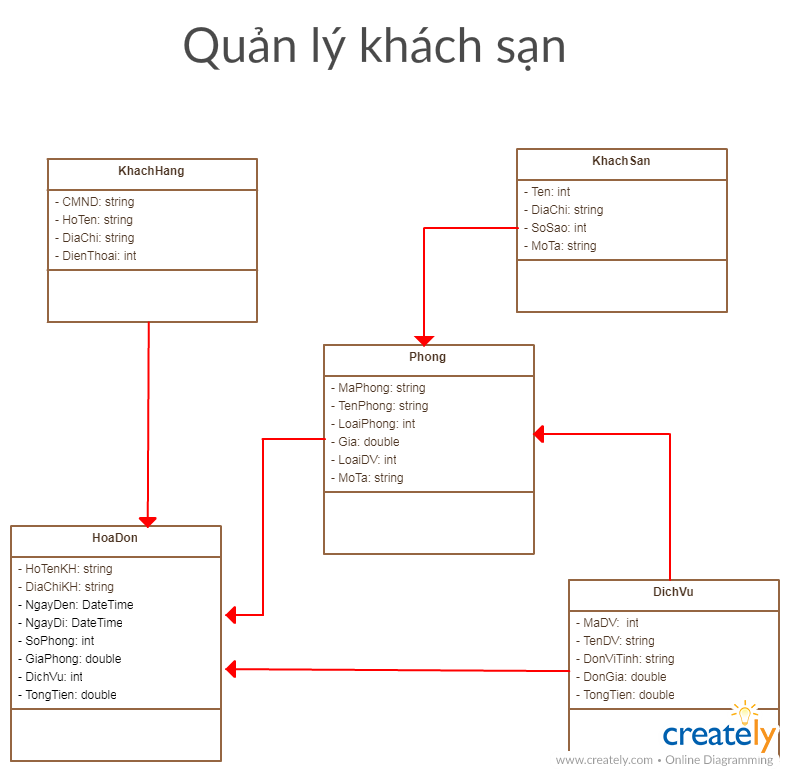 Quản lý khách sạn
KhachHang
- CMND: string
- HoTen: string
- DiaChi: string
- DienThoai: int
KhachSan
- Ten: int
- DiaChi: string
- SoSao: int
- MoTa: string
Phong
- MaPhong: string
- TenPhong: string
- LoaiPhong: int
- Gia: double
- LoaiDV: int
- MoTa: string
HoaDon
- HoTenKH: string
- DiaChiKH: string
- NgayDen: DateTime
- NgayDi: DateTime
- SoPhong: int
- GiaPhong: double
- DichVu: int
- TongTien: double
DichVu
- MaDV: int
- TenDV: string
- DonViTinh: string
- DonGia: double
- TongTien: double
creately
www.creately.com • Online Diagramming